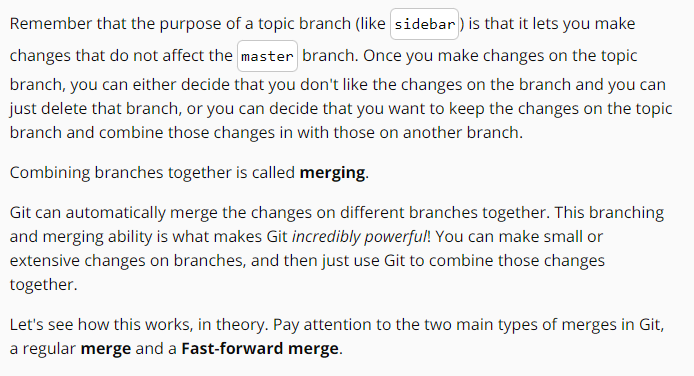 Remember that the purpose of a topic branch (like sidebar) is that it lets you make
changes that do not affect the master branch. Once you make changes on the topic
branch, you can either decide that you don't like the changes on the branch and you can
just delete that branch, or you can decide that you want to keep the changes on the topic
branch and combine those changes in with those on another branch.
Combining branches together is called merging.
Git can automatically merge the changes on different branches together. This branching
and merging ability is what makes Git incredibly powerful! You can make small or
extensive changes on branches, and then just use Git to combine those changes
together.
Let's see how this works, in theory. Pay attention to the two main types of merges in Git,
a regular merge and a Fast-forward merge.